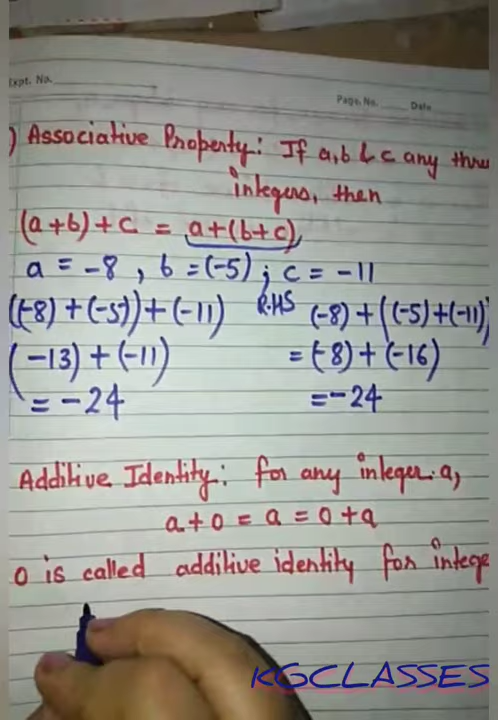 Expt. No.
Page. No. Date
) Associative Property: If a, b & c any three
integers, then
(a+b)+c = a+(b+c)
a = -8 , b = (-5) ; c = -11
((-8) + (-5)) + (-11) R.HS (-8) + ((-5) + (-11)
(-13) + (-11) = (-8) + (-16)
= -24 = -24
Additive Identity: for any integer a,
a + 0 = a = 0 + a
0 is called additive identity for intege
KGCLASSES